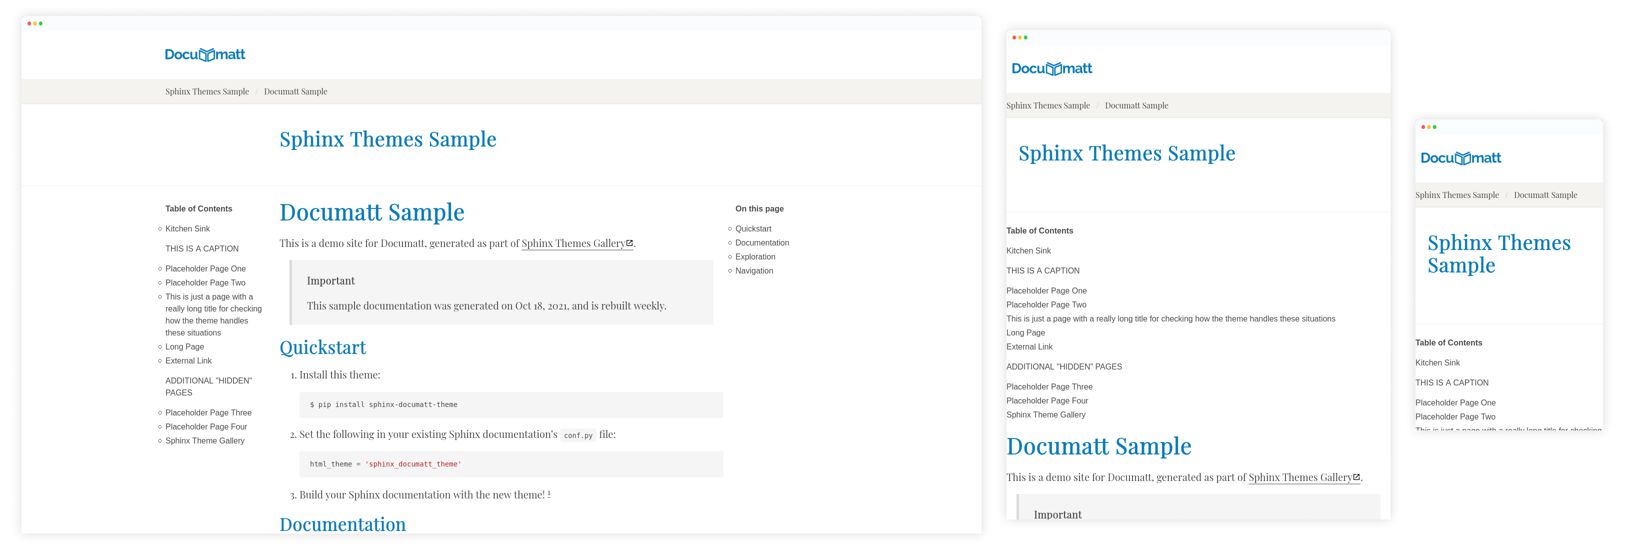 Documatt
Sphinx Themes Sample / Documatt Sample
Sphinx Themes Sample
Table of Contents
Kitchen Sink
THIS IS A CAPTION
Placeholder Page One
Placeholder Page Two
This is just a page with a
really long title for checking
how the theme handles
these situations
Long Page
External Link
ADDITIONAL "HIDDEN"
PAGES
Placeholder Page Three
Placeholder Page Four
Sphinx Theme Gallery
Documatt Sample
This is a demo site for Documatt, generated as part of Sphinx Themes Gallery.
Important
This sample documentation was generated on Oct 18, 2021, and is rebuilt weekly.
Quickstart
1. Install this theme:
$ pip install sphinx-documatt-theme
2. Set the following in your existing Sphinx documentation's conf.py file:
html_theme = 'sphinx_documatt_theme'
3. Build your Sphinx documentation with the new theme! 1
Documentation
On this page
Quickstart
Documentation
Exploration
Navigation
Documatt
Sphinx Themes Sample / Documatt Sample
Sphinx Themes Sample
Table of Contents
Kitchen Sink
THIS IS A CAPTION
Placeholder Page One
Placeholder Page Two
This is just a page with a really long title for checking how the theme handles these situations
Long Page
External Link
ADDITIONAL "HIDDEN" PAGES
Placeholder Page Three
Placeholder Page Four
Sphinx Theme Gallery
Documatt Sample
This is a demo site for Documatt, generated as part of Sphinx Themes Gallery.
Important
Documatt
Sphinx Themes Sample / Documatt Sample
Sphinx Themes
Sample
Table of Contents
Kitchen Sink
THIS IS A CAPTION
Placeholder Page One
Placeholder Page Two
This is just a page with a really long title for checking